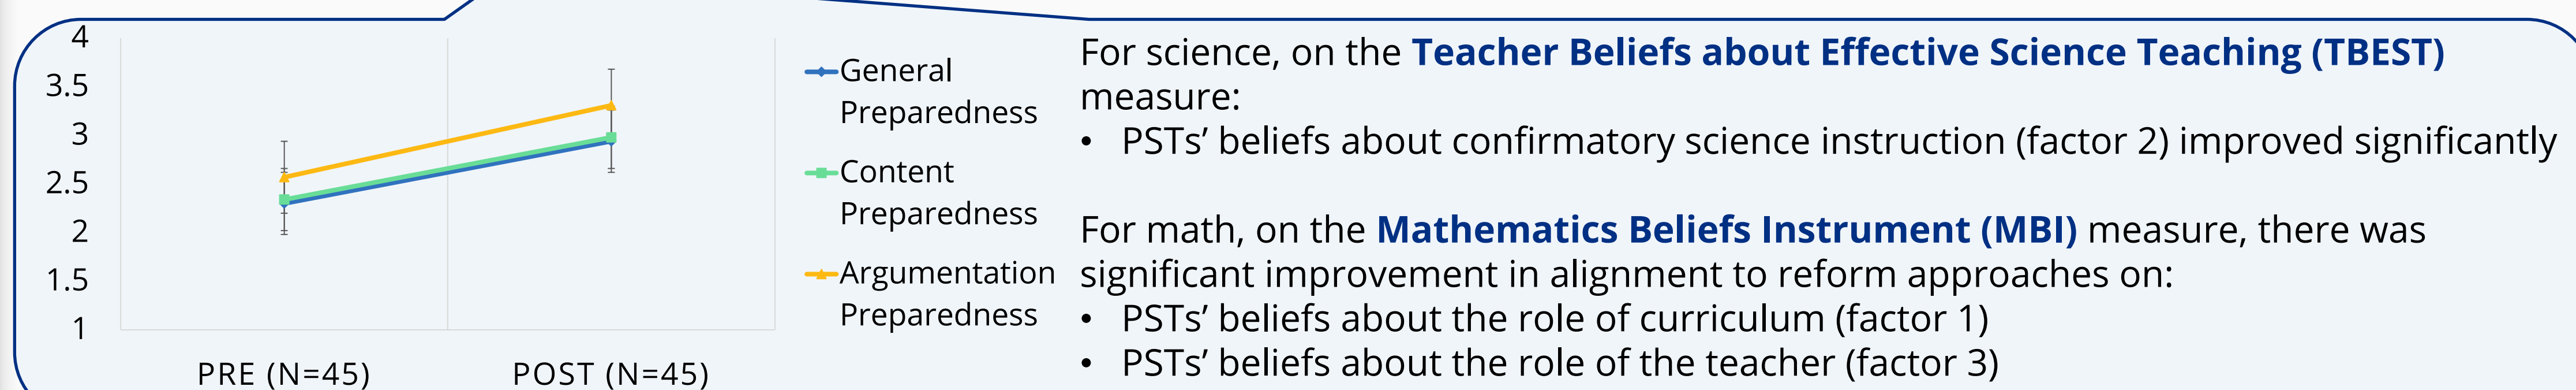 4
3.5
3
2.5
2
1.5
1
PRE (N=45)
POST (N=45)
General
Preparedness
Content
Preparedness
Argumentation
Preparedness
For science, on the Teacher Beliefs about Effective Science Teaching (TBEST)
measure:
• PSTs’ beliefs about confirmatory science instruction (factor 2) improved significantly
For math, on the Mathematics Beliefs Instrument (MBI) measure, there was
significant improvement in alignment to reform approaches on:
• PSTs’ beliefs about the role of curriculum (factor 1)
• PSTs’ beliefs about the role of the teacher (factor 3)